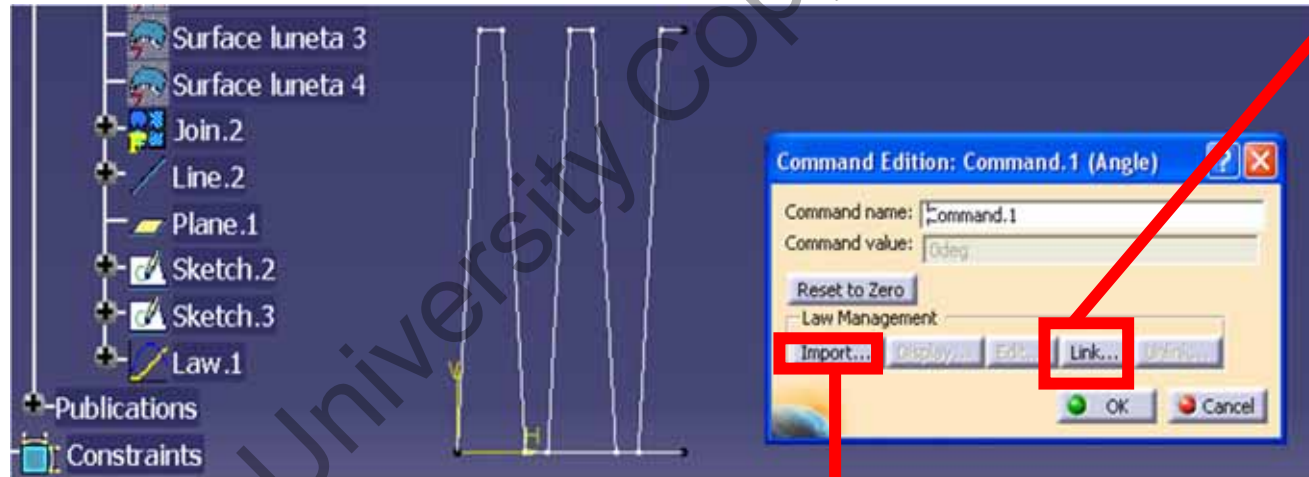 Surface luneta 3
Surface luneta 4
Join.2
Line.2
Plane.1
Sketch.2
Sketch.3
Law.1
Publications
Constraints
V
H
Command Edition: Command.1 (Angle)
Command name: Command.1
Command value: 0deg
Reset to Zero
Law Management
Import... Display... Edit... Link... Unlink...
OK Cancel
University Cop